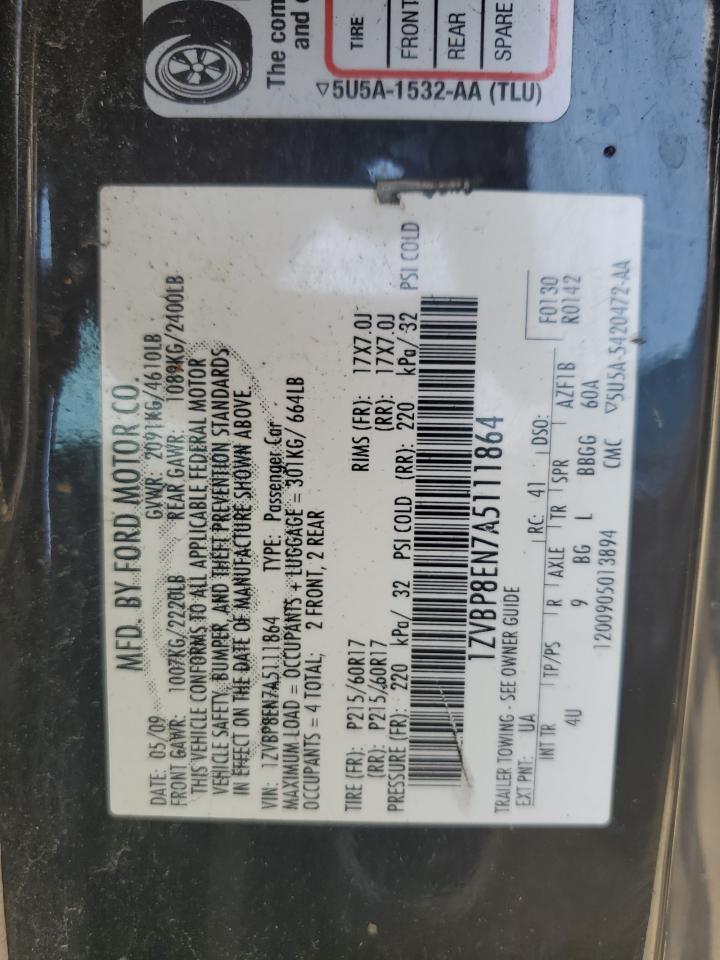 The com
and c
TIRE
FRONT
REAR
SPARE
▽5U5A-1532-AA (TLU)
MFD. BY FORD MOTOR CO.
DATE: 05/09 GVWR: 2091KG/4610LB
FRONT GAWR: 1007KG/2220LB REAR GAWR: 1089KG/2400LB
THIS VEHICLE CONFORMS TO ALL APPLICABLE FEDERAL MOTOR
VEHICLE SAFETY, BUMPER, AND THEFT PREVENTION STANDARDS
IN EFFECT ON THE DATE OF MANUFACTURE SHOWN ABOVE.
VIN: 1ZVBP8EN7A5111864 TYPE: Passenger Car
MAXIMUM LOAD = OCCUPANTS + LUGGAGE = 301KG/ 664LB
OCCUPANTS = 4 TOTAL; 2 FRONT, 2 REAR
TIRE (FR): P215/60R17 RIMS (FR): 17X7.0J
(RR): P215/60R17 (RR): 17X7.0J
PRESSURE (FR): 220 kPa/ 32 PSI COLD (RR): 220 kPa/ 32 PSI COLD
1ZVBP8EN7A5111864
TRAILER TOWING - SEE OWNER GUIDE
EXT PNT: UA RC: 41 DSO: F0130
R0142
INT TR TP/PS R AXLE TR SPR AZF1B
4U 9 BG L BBGG 60A
1200905013894 CMC ▽5U5A-5420472-AA